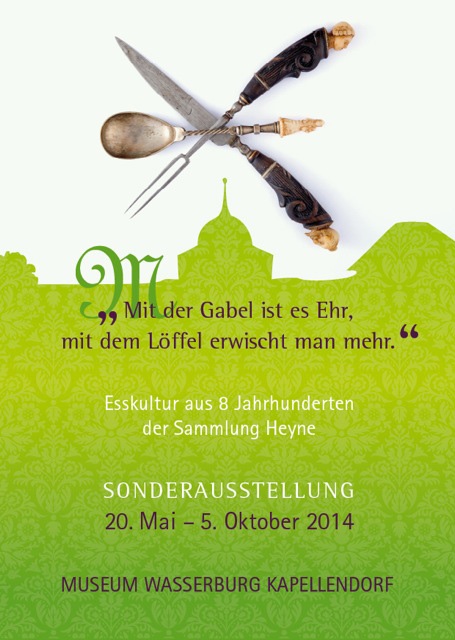 „Mit der Gabel ist es Ehr,
mit dem Löffel erwischt man mehr.“
Esskultur aus 8 Jahrhunderten
der Sammlung Heyne
SONDERAUSSTELLUNG
20. Mai – 5. Oktober 2014
MUSEUM WASSERBURG KAPELLENDORF